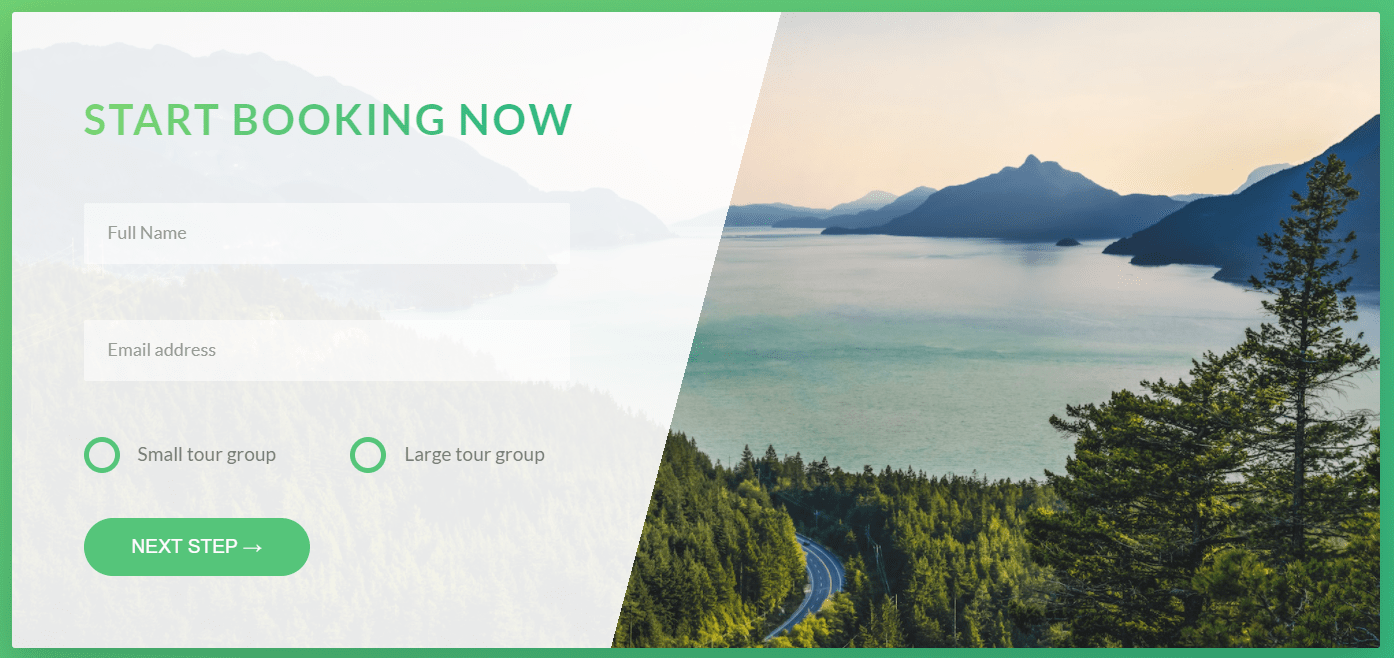 START BOOKING NOW
Full Name
Email address
Small tour group Large tour group
NEXT STEP →